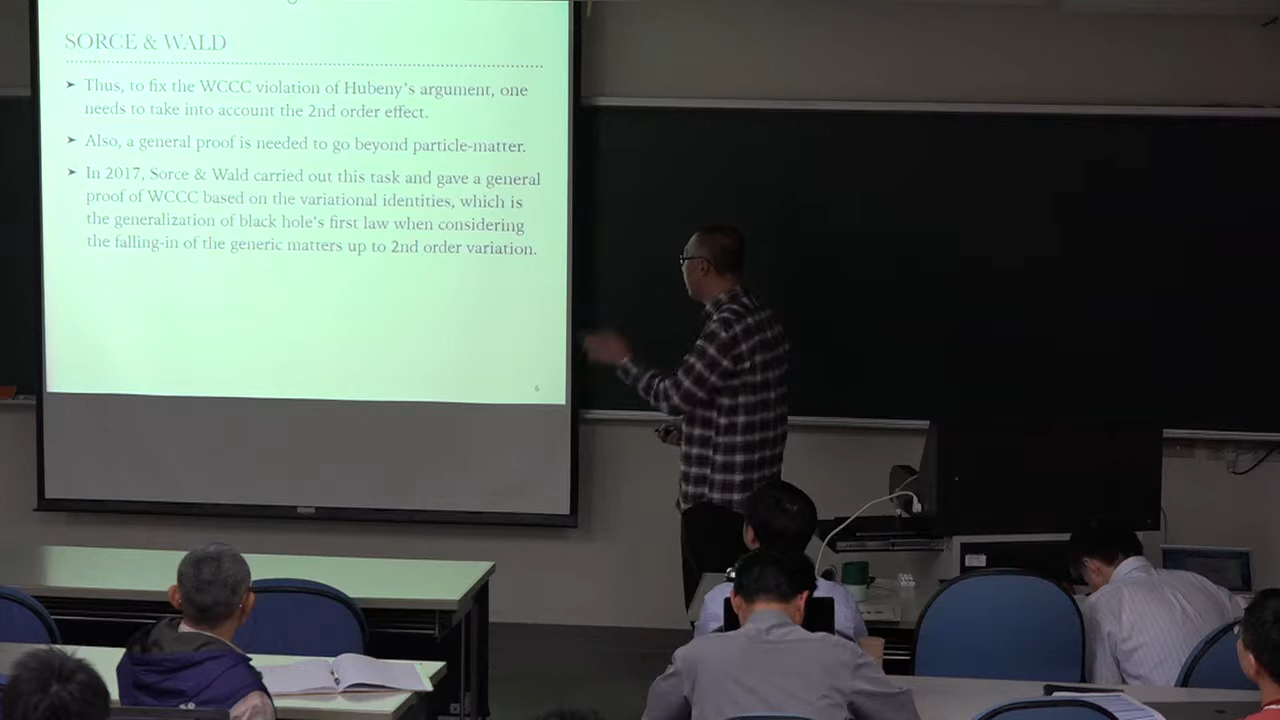 SORCE & WALD
➤ Thus, to fix the WCCC violation of Hubeny's argument, one
needs to take into account the 2nd order effect.
➤ Also, a general proof is needed to go beyond particle-matter.
➤ In 2017, Sorce & Wald carried out this task and gave a general
proof of WCCC based on the variational identities, which is
the generalization of black hole's first law when considering
the falling-in of the generic matters up to 2nd order variation.
6